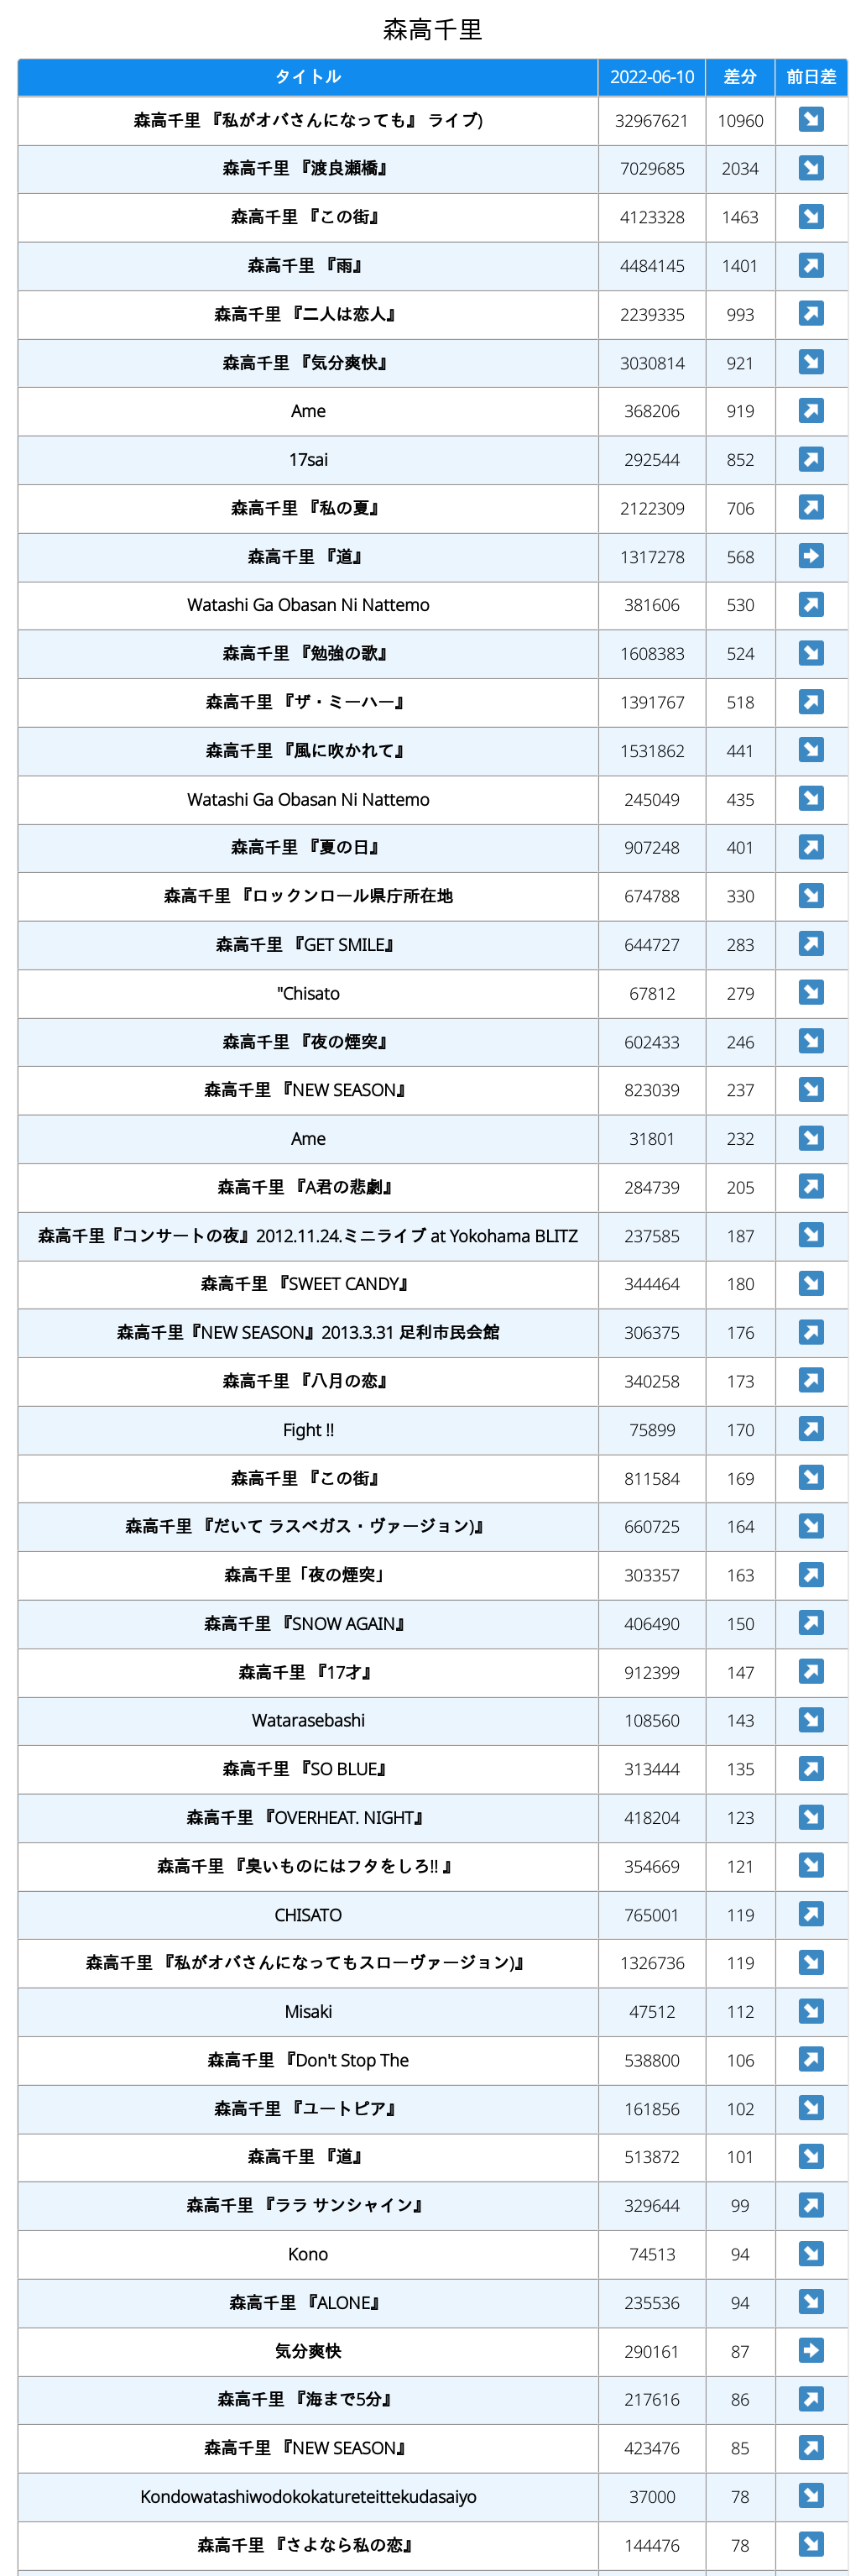 森高千里
タイトル 2022-06-10 差分 前日差
森高千里 『私がオバさんになっても』 ライブ) 32967621 10960
森高千里 『渡良瀬橋』 7029685 2034
森高千里 『この街』 4123328 1463
森高千里 『雨』 4484145 1401
森高千里 『二人は恋人』 2239335 993
森高千里 『気分爽快』 3030814 921
Ame 368206 919
17sai 292544 852
森高千里 『私の夏』 2122309 706
森高千里 『道』 1317278 568
Watashi Ga Obasan Ni Nattemo 381606 530
森高千里 『勉強の歌』 1608383 524
森高千里 『ザ・ミーハー』 1391767 518
森高千里 『風に吹かれて』 1531862 441
Watashi Ga Obasan Ni Nattemo 245049 435
森高千里 『夏の日』 907248 401
森高千里 『ロックンロール県庁所在地 674788 330
森高千里 『GET SMILE』 644727 283
"Chisato 67812 279
森高千里 『夜の煙突』 602433 246
森高千里 『NEW SEASON』 823039 237
Ame 31801 232
森高千里 『A君の悲劇』 284739 205
森高千里『コンサートの夜』2012.11.24.ミニライブ at Yokohama BLITZ 237585 187
森高千里 『SWEET CANDY』 344464 180
森高千里『NEW SEASON』2013.3.31 足利市民会館 306375 176
森高千里 『八月の恋』 340258 173
Fight !! 75899 170
森高千里 『この街』 811584 169
森高千里 『だいて ラスベガス・ヴァージョン)』 660725 164
森高千里「夜の煙突」 303357 163
森高千里 『SNOW AGAIN』 406490 150
森高千里 『17才』 912399 147
Watarasebashi 108560 143
森高千里 『SO BLUE』 313444 135
森高千里 『OVERHEAT. NIGHT』 418204 123
森高千里 『臭いものにはフタをしろ!! 』 354669 121
CHISATO 765001 119
森高千里 『私がオバさんになってもスローヴァージョン)』 1326736 119
Misaki 47512 112
森高千里 『Don't Stop The 538800 106
森高千里 『ユートピア』 161856 102
森高千里 『道』 513872 101
森高千里 『ララ サンシャイン』 329644 99
Kono 74513 94
森高千里 『ALONE』 235536 94
気分爽快 290161 87
森高千里 『海まで5分』 217616 86
森高千里 『NEW SEASON』 423476 85
Kondowatashiwodokokatureteittekudasaiyo 37000 78
森高千里 『さよなら私の恋』 144476 78